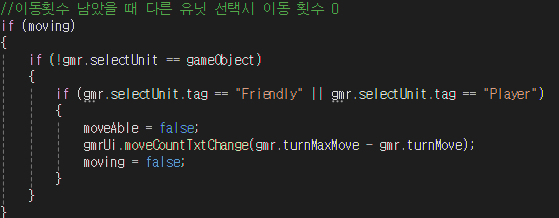 //이동횟수 남았을 때 다른 유닛 선택시 이동 횟수 0
if (moving)
{
if (!gmr.selectUnit == gameObject)
{
if (gmr.selectUnit.tag == "Friendly" || gmr.selectUnit.tag == "Player")
{
moveAble = false;
gmrUi.moveCountTxtChange(gmr.turnMaxMove - gmr.turnMove);
moving = false;
}
}
}